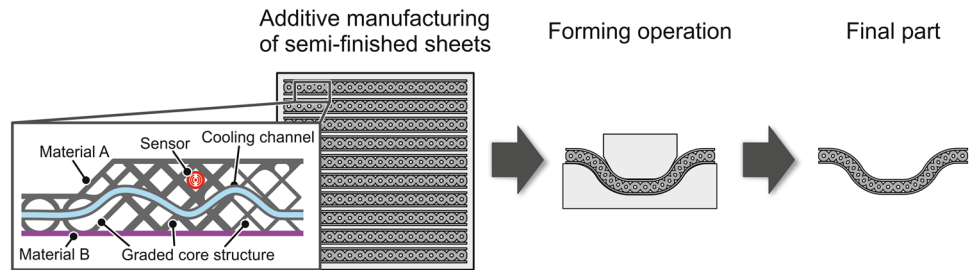 Additive manufacturing
of semi-finished sheets
Forming operation
Final part
Material A
Sensor
Cooling channel
Material B
Graded core structure